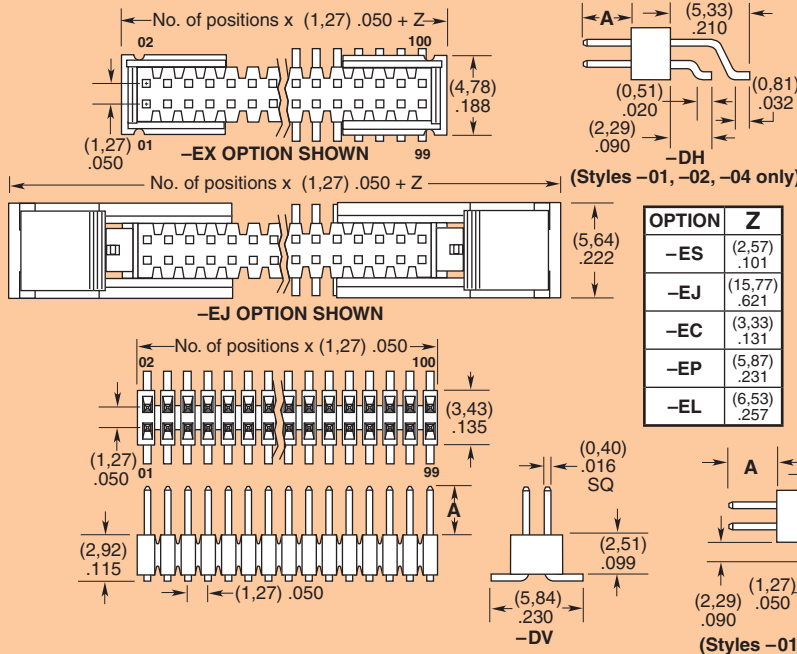 No. of positions x (1,27) .050 + Z
02
100
(4,78)
.188
(1,27)
.050
01
99
–EX OPTION SHOWN
A
(5,33)
.210
(0,51)
.020
(0,81)
.032
(2,29)
.090
–DH
(Styles –01, –02, –04 only)
No. of positions x (1,27) .050 + Z
(5,64)
.222
–EJ OPTION SHOWN
OPTION Z
–ES (2,57) .101
–EJ (15,77) .621
–EC (3,33) .131
–EP (5,87) .231
–EL (6,53) .257
No. of positions x (1,27) .050
02
100
(3,43)
.135
(1,27)
.050
01
99
A
(2,92)
.115
(1,27) .050
(0,40)
.016
SQ
(2,51)
.099
(5,84)
.230
–DV
A
(2,29)
.090
(1,27)
.050
(Styles –01